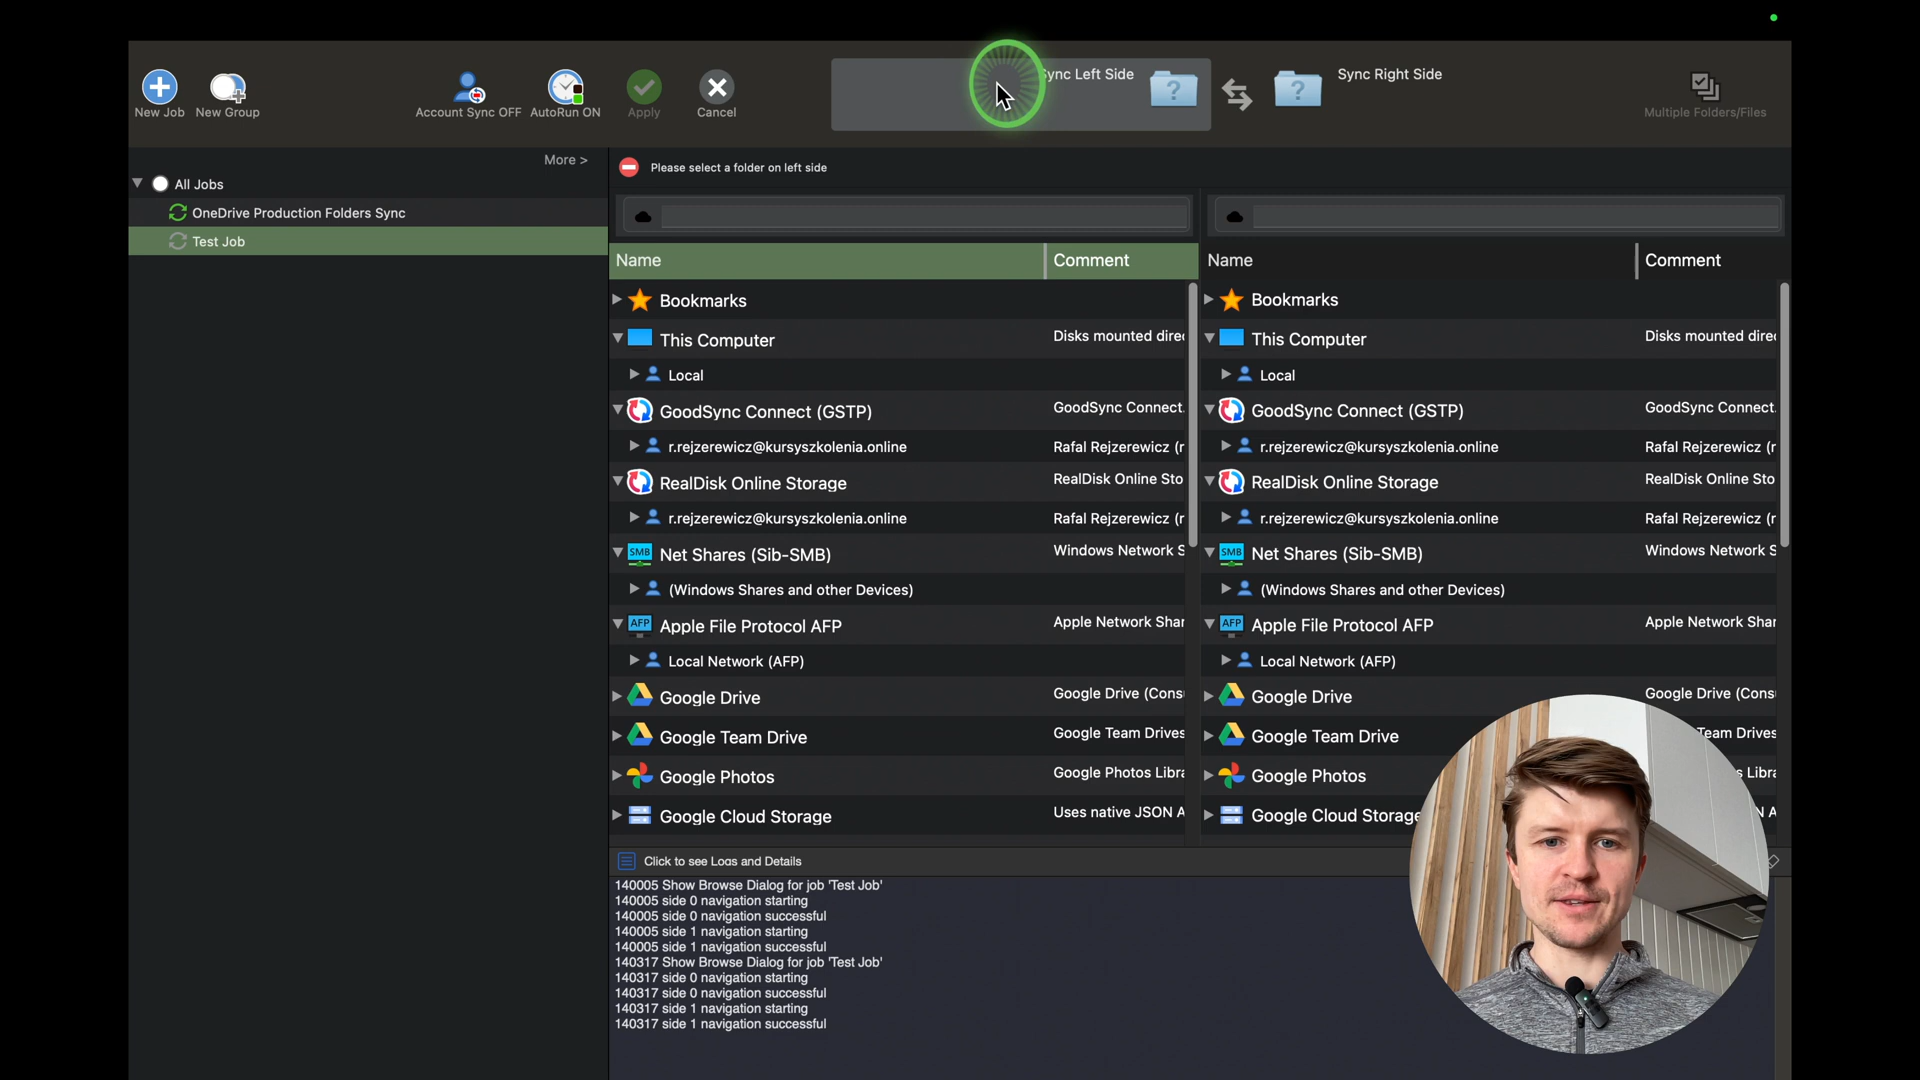 New Job
New Group
Account Sync OFF
AutoRun ON
Apply
Cancel
Sync Left Side
?
?
Sync Right Side
Multiple Folders/Files
More >
All Jobs
OneDrive Production Folders Sync
Test Job
Please select a folder on left side
Name
Comment
Bookmarks
This Computer
Disks mounted direc
Local
GoodSync Connect (GSTP)
GoodSync Connect.
r.rejzerewicz@kursyszkolenia.online
Rafal Rejzerewicz (r
RealDisk Online Storage
RealDisk Online Sto
r.rejzerewicz@kursyszkolenia.online
Rafal Rejzerewicz (r
SMB
Net Shares (Sib-SMB)
Windows Network S
(Windows Shares and other Devices)
AFP
Apple File Protocol AFP
Apple Network Shar
Local Network (AFP)
Google Drive
Google Drive (Consu
Google Team Drive
Google Team Drives
Google Photos
Google Photos Libra
Google Cloud Storage
Uses native JSON A
Name
Comment
Bookmarks
This Computer
Disks mounted direc
Local
GoodSync Connect (GSTP)
GoodSync Connect.
r.rejzerewicz@kursyszkolenia.online
Rafal Rejzerewicz (r
RealDisk Online Storage
RealDisk Online Sto
r.rejzerewicz@kursyszkolenia.online
Rafal Rejzerewicz (r
SMB
Net Shares (Sib-SMB)
Windows Network S
(Windows Shares and other Devices)
AFP
Apple File Protocol AFP
Apple Network Shar
Local Network (AFP)
Google Drive
Google Drive (Consu
Google Team Drive
Team Drives
Google Photos
s Libra
Google Cloud Storage
N A
Click to see Logs and Details
140005 Show Browse Dialog for job 'Test Job'
140005 side 0 navigation starting
140005 side 0 navigation successful
140005 side 1 navigation starting
140005 side 1 navigation successful
140317 Show Browse Dialog for job 'Test Job'
140317 side 0 navigation starting
140317 side 0 navigation successful
140317 side 1 navigation starting
140317 side 1 navigation successful